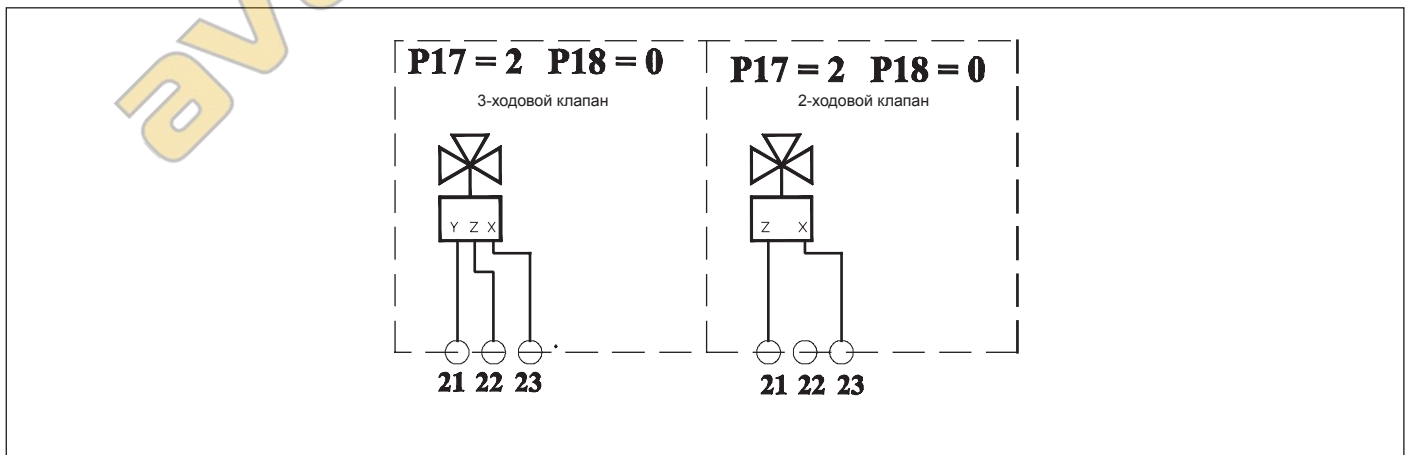 P17 = 2 P18 = 0
3-ходовой клапан
Y Z X
21 22 23
P17 = 2 P18 = 0
2-ходовой клапан
Z X
21 22 23